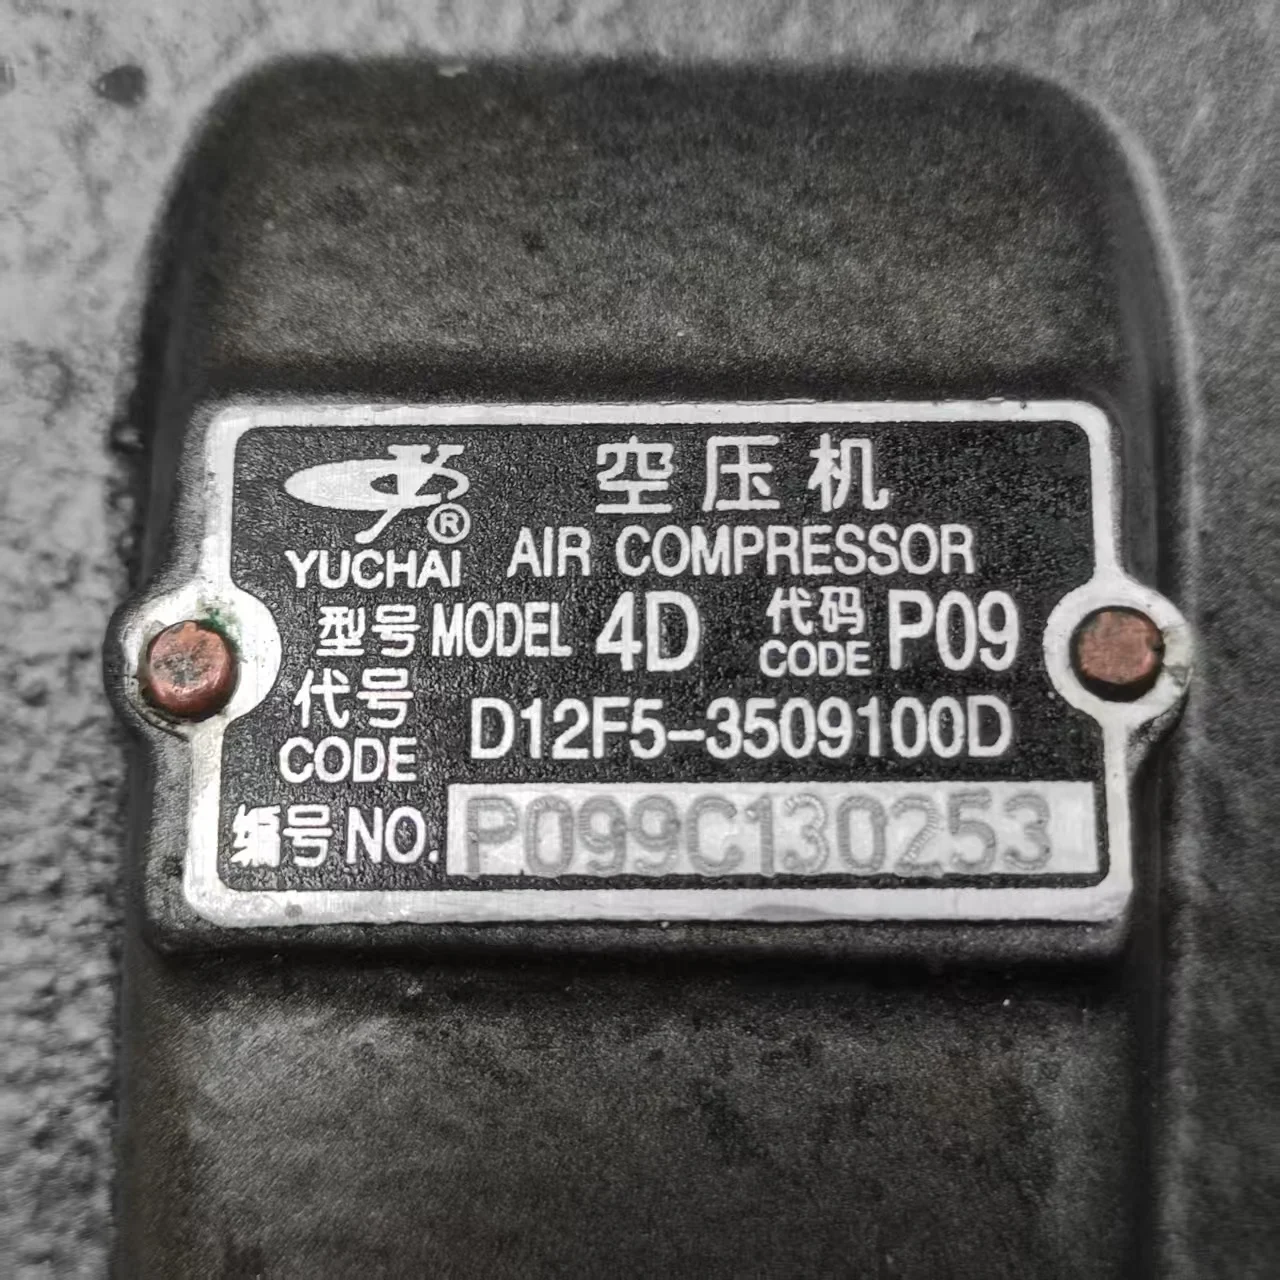 空压机
YUCHAI ® AIR COMPRESSOR
型号 MODEL 4D 代码 CODE P09
代号 CODE D12F5-3509100D
编号 NO. P099C130253